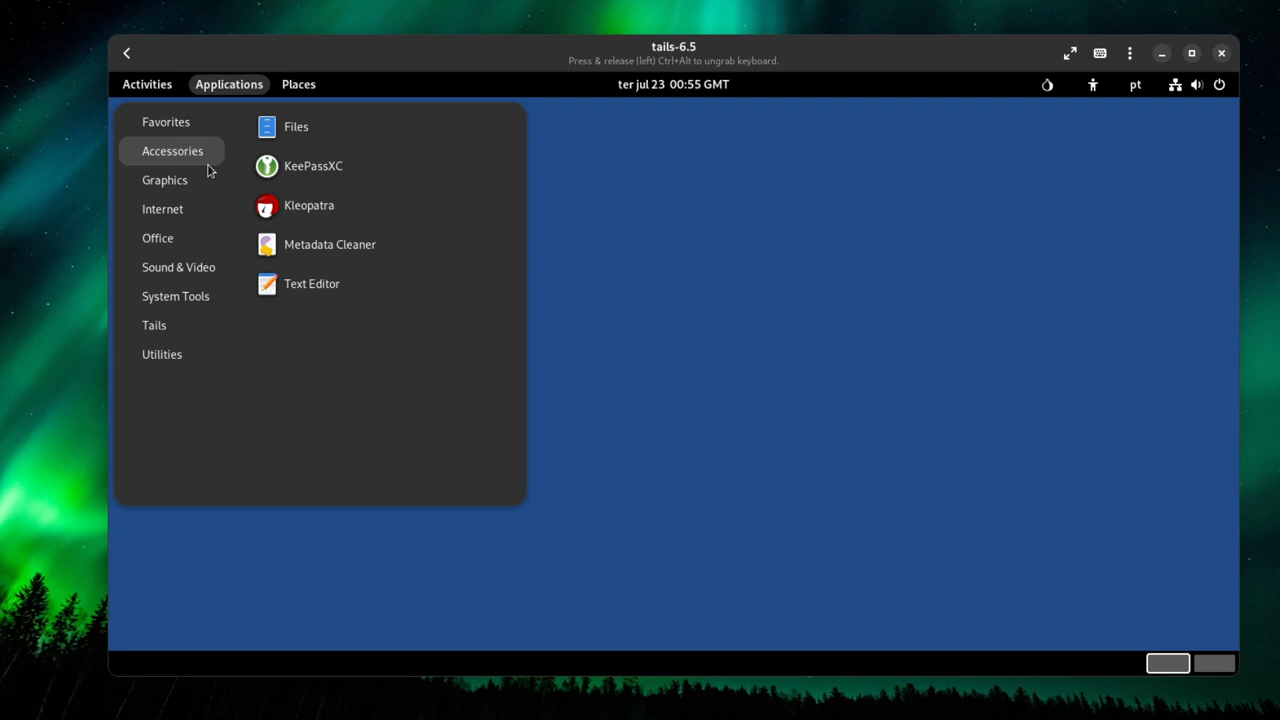 tails-6.5
Press & release (left) Ctrl+Alt to ungrab keyboard.
Activities Applications Places ter jul 23 00:55 GMT pt
Favorites
Accessories
Graphics
Internet
Office
Sound & Video
System Tools
Tails
Utilities
Files
KeePassXC
Kleopatra
Metadata Cleaner
Text Editor